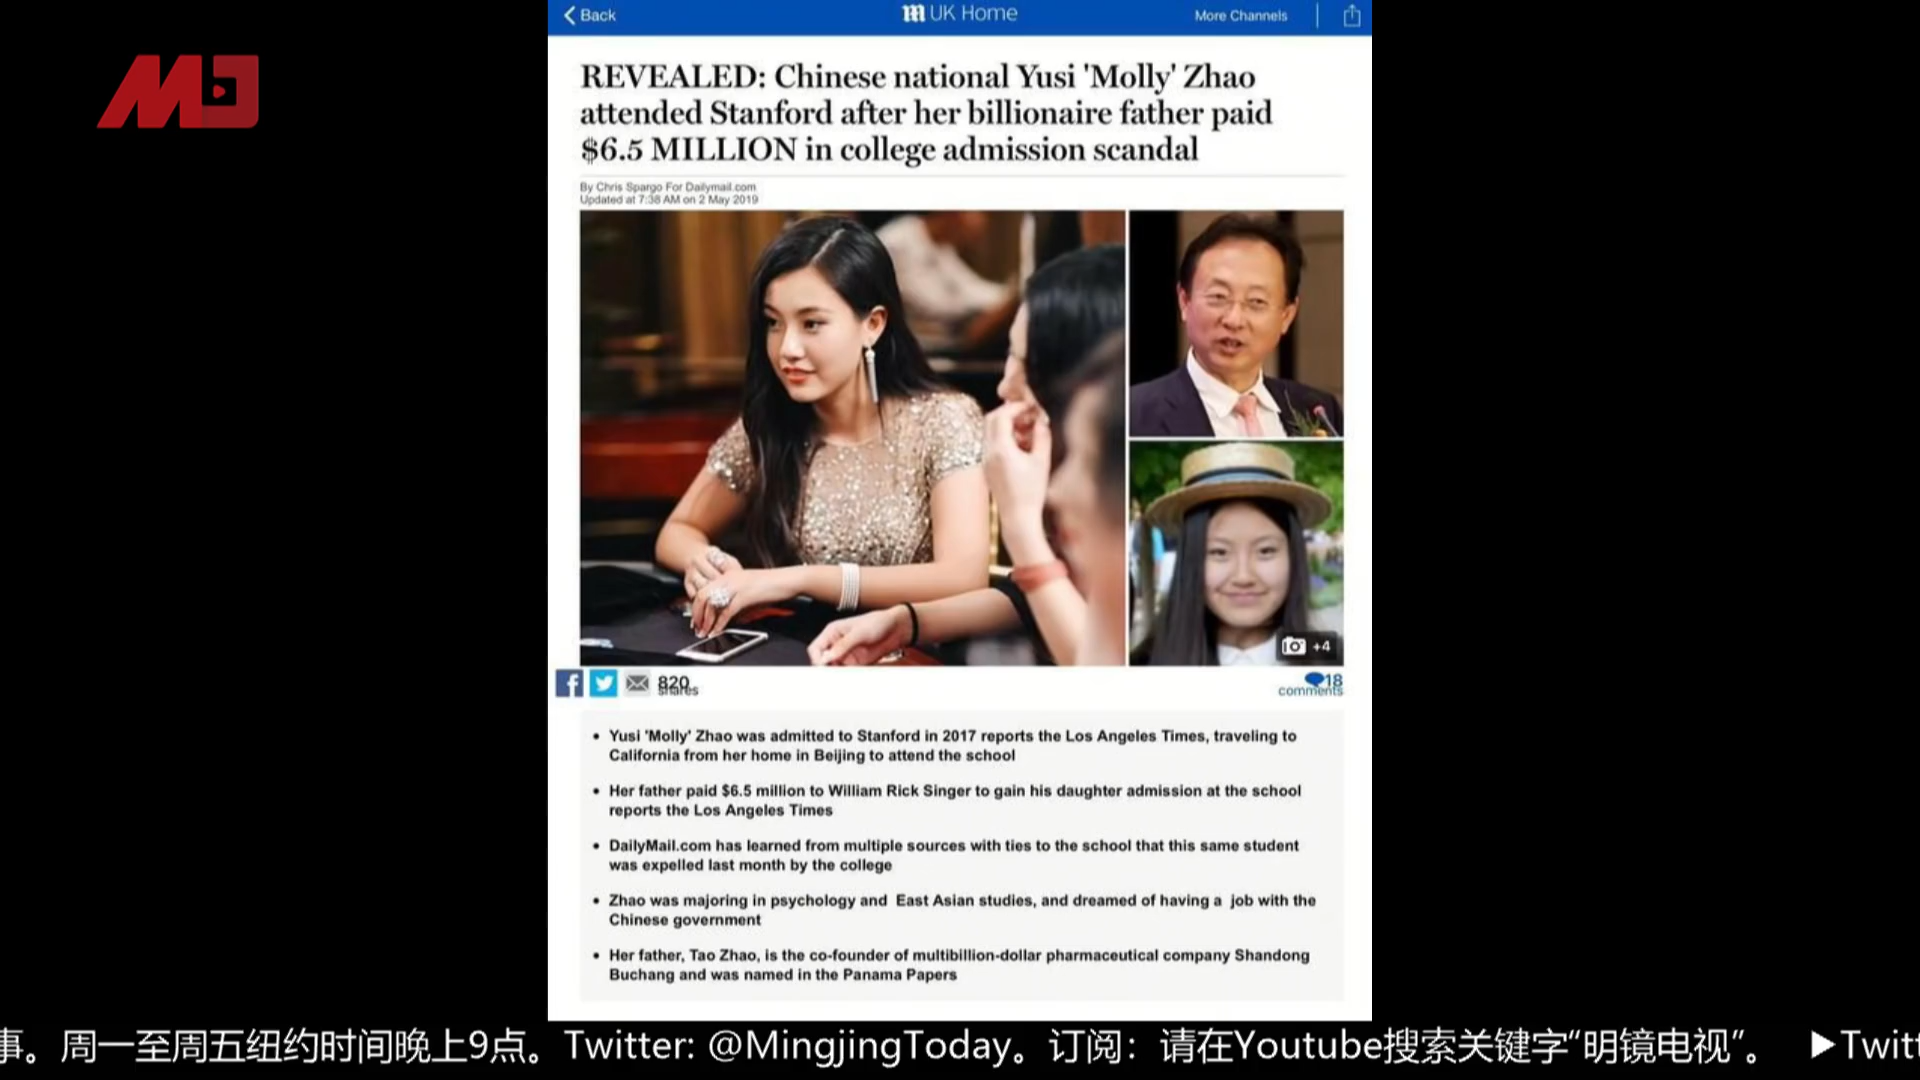 Back
UK Home
More Channels
MJ
REVEALED: Chinese national Yusi 'Molly' Zhao
attended Stanford after her billionaire father paid
$6.5 MILLION in college admission scandal
By Chris Spargo For Dailymail.com
Updated at 7:38 AM on 2 May 2019
+4
820
shares
18
comments
• Yusi 'Molly' Zhao was admitted to Stanford in 2017 reports the Los Angeles Times, traveling to
California from her home in Beijing to attend the school
• Her father paid $6.5 million to William Rick Singer to gain his daughter admission at the school
reports the Los Angeles Times
• DailyMail.com has learned from multiple sources with ties to the school that this same student
was expelled last month by the college
• Zhao was majoring in psychology and East Asian studies, and dreamed of having a job with the
Chinese government
• Her father, Tao Zhao, is the co-founder of multibillion-dollar pharmaceutical company Shandong
Buchang and was named in the Panama Papers
事。周一至周五纽约时间晚上9点。Twitter: @MingjingToday。订阅：请在Youtube搜索关键字“明镜电视”。 ▶Twitt